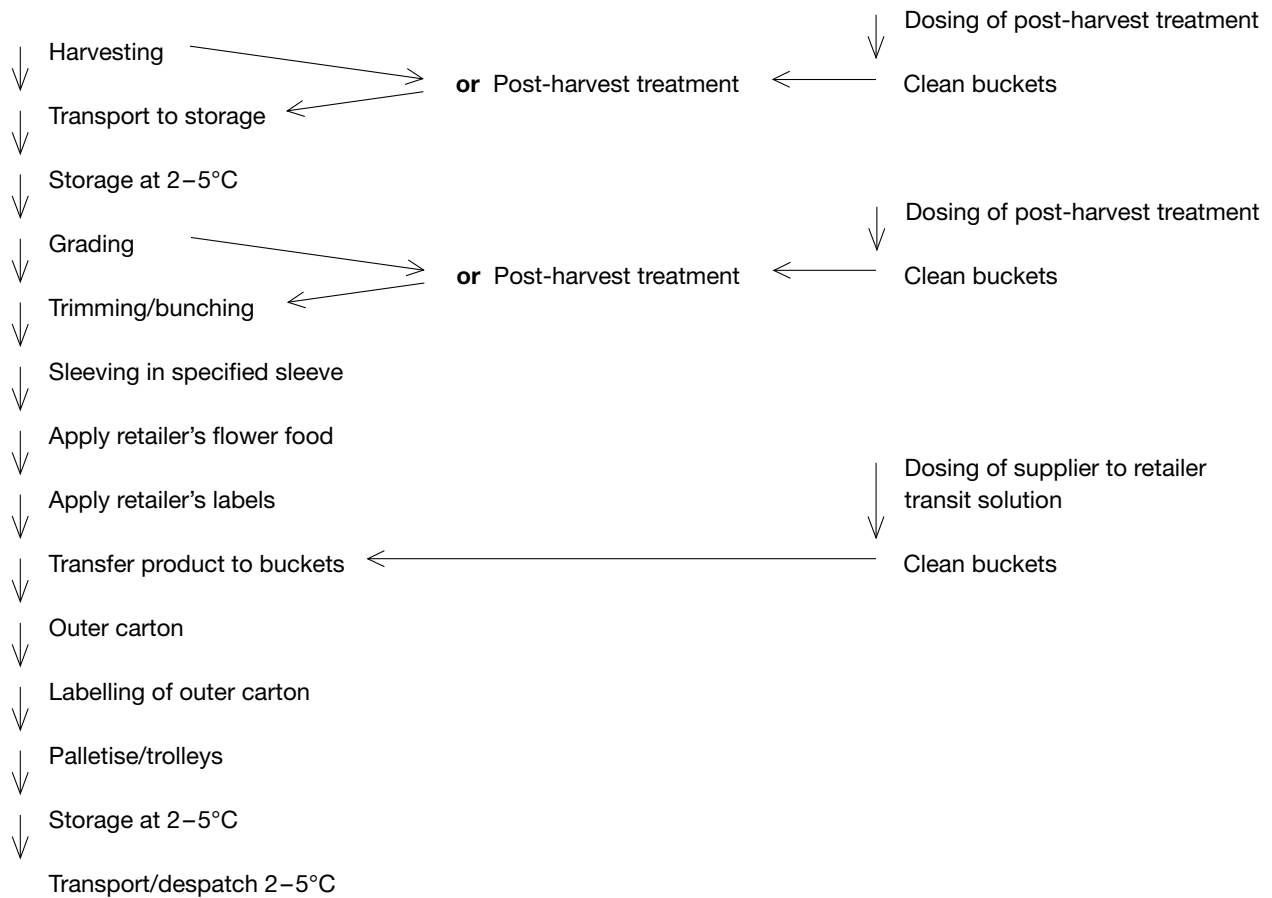 Dosing of post-harvest treatment
Harvesting
or Post-harvest treatment
Clean buckets
Transport to storage
Storage at 2–5°C
Dosing of post-harvest treatment
Grading
or Post-harvest treatment
Clean buckets
Trimming/bunching
Sleeving in specified sleeve
Apply retailer’s flower food
Dosing of supplier to retailer
transit solution
Apply retailer’s labels
Transfer product to buckets
Clean buckets
Outer carton
Labelling of outer carton
Palletise/trolleys
Storage at 2–5°C
Transport/despatch 2–5°C